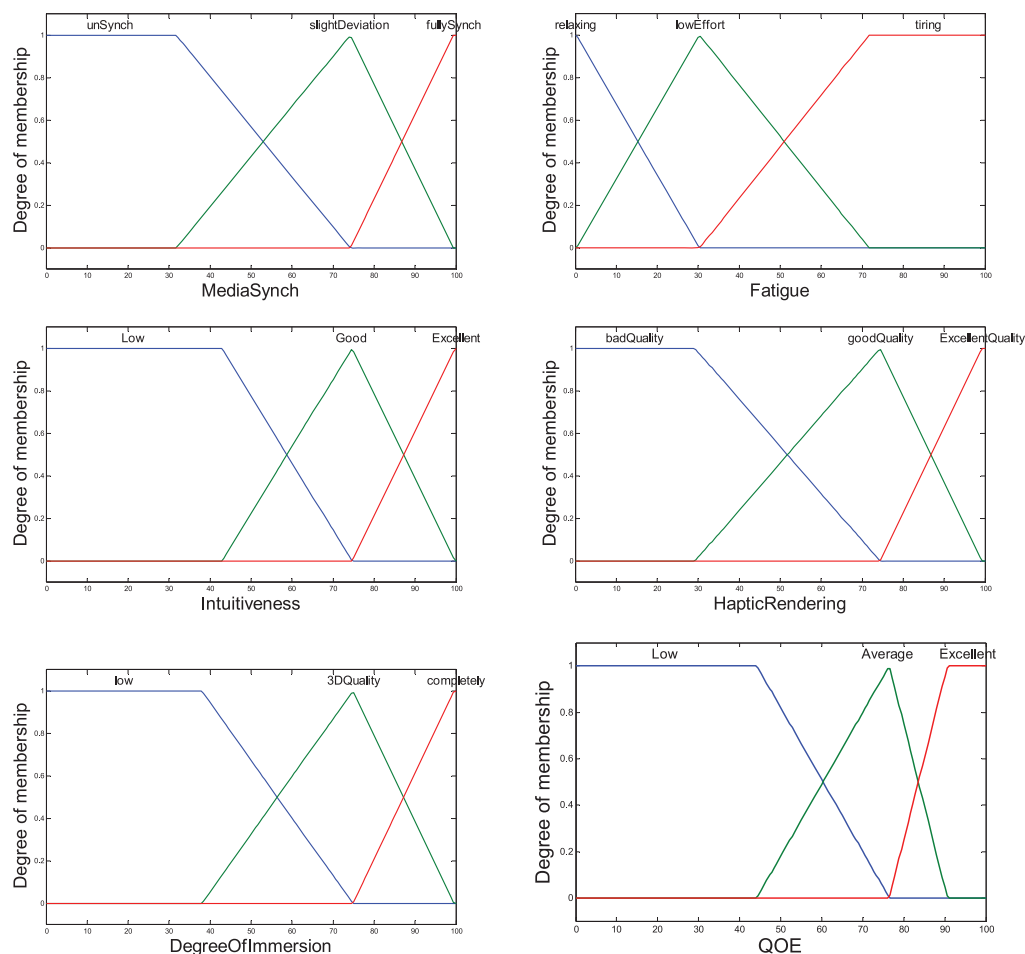 unSynch slightDeviation fullySynch
Degree of membership
1
0.8
0.6
0.4
0.2
0
0 10 20 30 40 50 60 70 80 90 100
MediaSynch
relaxing lowEffort tiring
Degree of membership
1
0.8
0.6
0.4
0.2
0
0 10 20 30 40 50 60 70 80 90 100
Fatigue
Low Good Excellent
Degree of membership
1
0.8
0.6
0.4
0.2
0
0 10 20 30 40 50 60 70 80 90 100
Intuitiveness
badQuality goodQuality ExcellentQuality
Degree of membership
1
0.8
0.6
0.4
0.2
0
0 10 20 30 40 50 60 70 80 90 100
HapticRendering
low 3DQuality completely
Degree of membership
1
0.8
0.6
0.4
0.2
0
0 10 20 30 40 50 60 70 80 90 100
DegreeOfImmersion
Low Average Excellent
Degree of membership
1
0.8
0.6
0.4
0.2
0
0 10 20 30 40 50 60 70 80 90 100
QOE